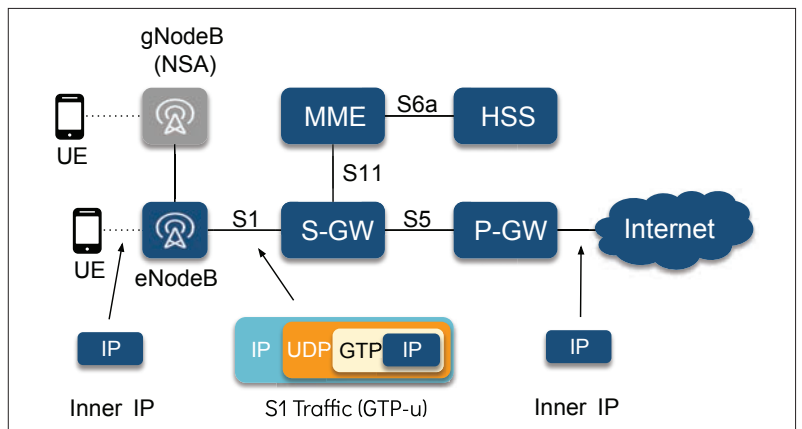 gNodeB
(NSA)
UE
MME
S6a
HSS
S11
UE
eNodeB
S1
S-GW
S5
P-GW
Internet
IP
IP
UDP
GTP
IP
IP
Inner IP
S1 Traffic (GTP-u)
Inner IP